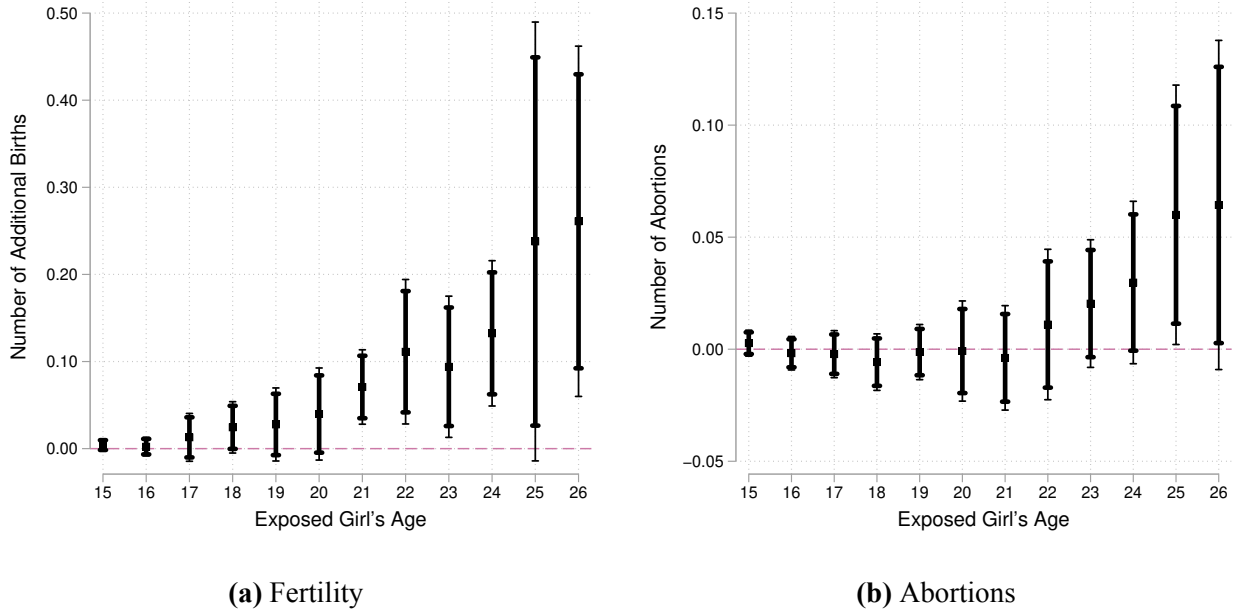 0.50
0.40
0.30
0.20
0.10
0.00
Number of Additional Births
15 16 17 18 19 20 21 22 23 24 25 26
Exposed Girl's Age
(a) Fertility
0.15
0.10
0.05
0.00
−0.05
Number of Abortions
15 16 17 18 19 20 21 22 23 24 25 26
Exposed Girl's Age
(b) Abortions